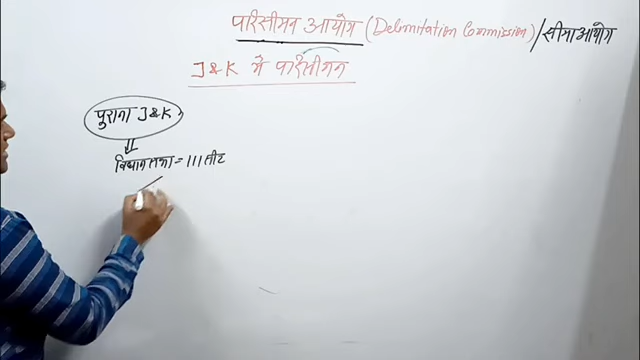 परिसीमन आयोग (Delimitation Commission) / सीमा आयोग
J&K में परिसीमन
पुराना J&K
विधानसभा = 111 सीट